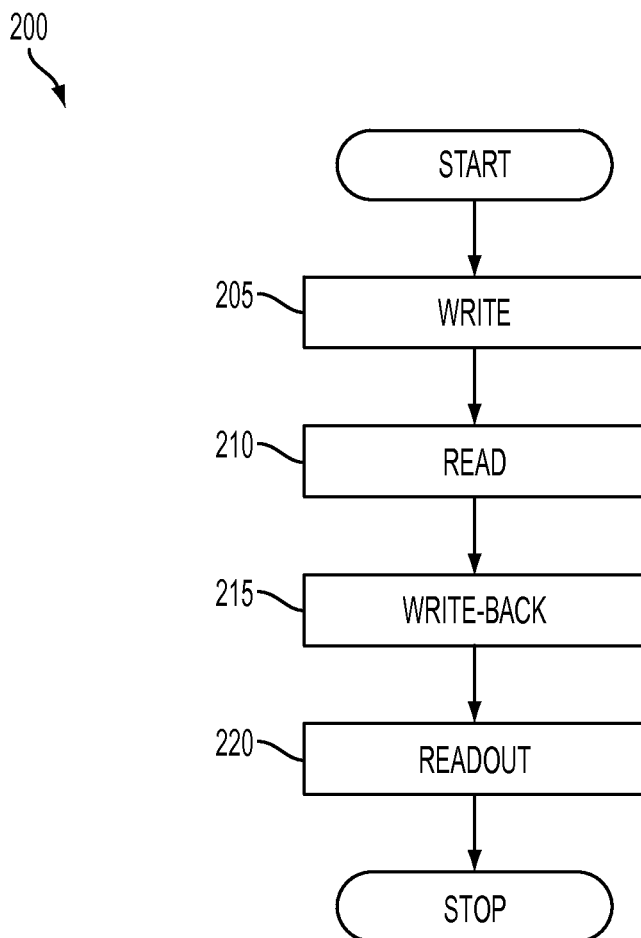 200
START
205
WRITE
210
READ
215
WRITE-BACK
220
READOUT
STOP